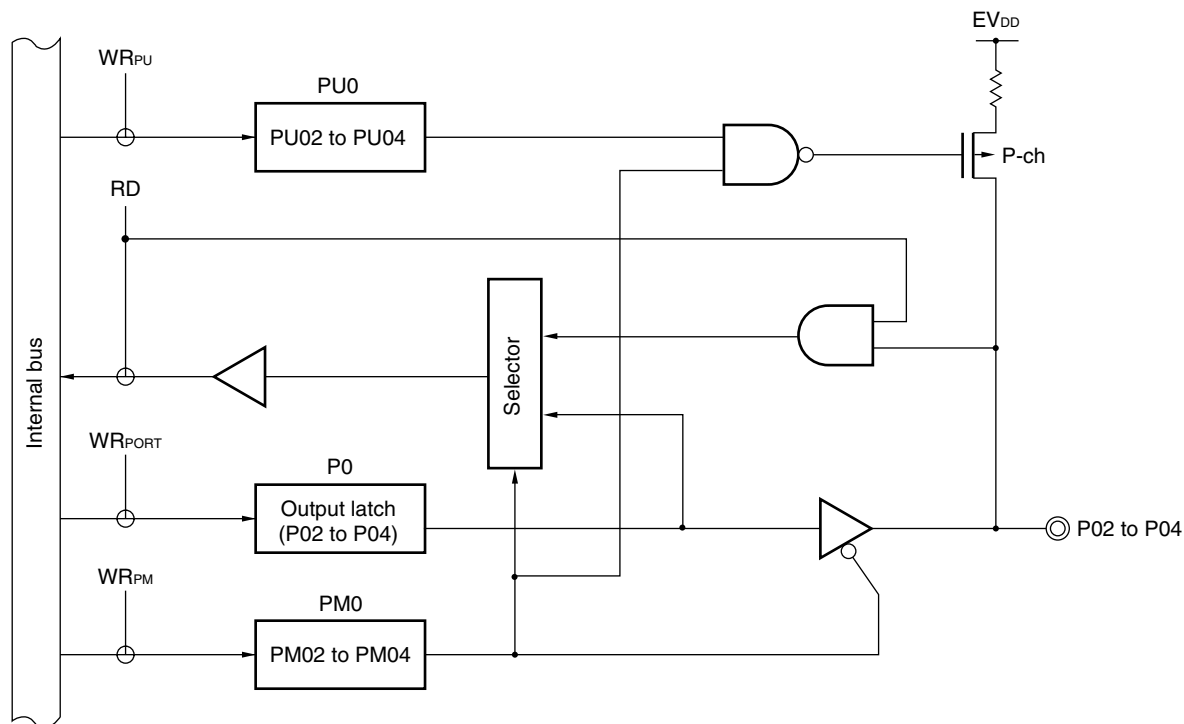 EVDD
WRPU
PU0
PU02 to PU04
P-ch
RD
Selector
Internal bus
WRPORT
P0
Output latch
(P02 to P04)
P02 to P04
WRPM
PM0
PM02 to PM04